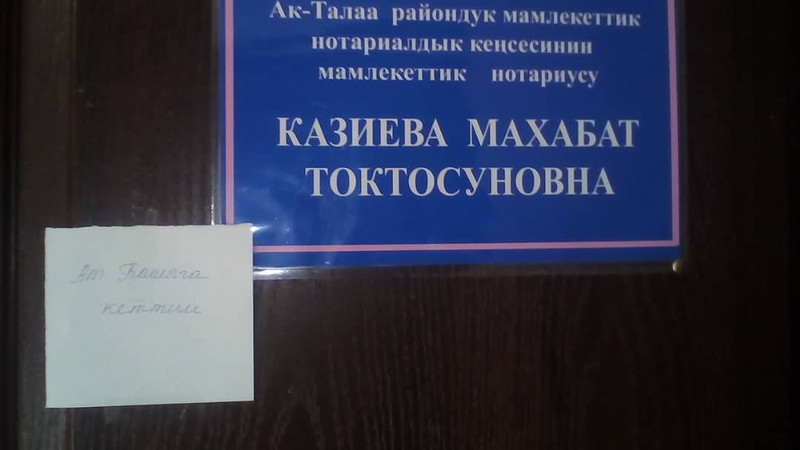 Ак-Талаа райондук мамлекеттик
нотариалдык кеңсесинин
мамлекеттик нотариусу
КАЗИЕВА МАХАБАТ
ТОКТОСУНОВНА
Ат Башыга
кеттим